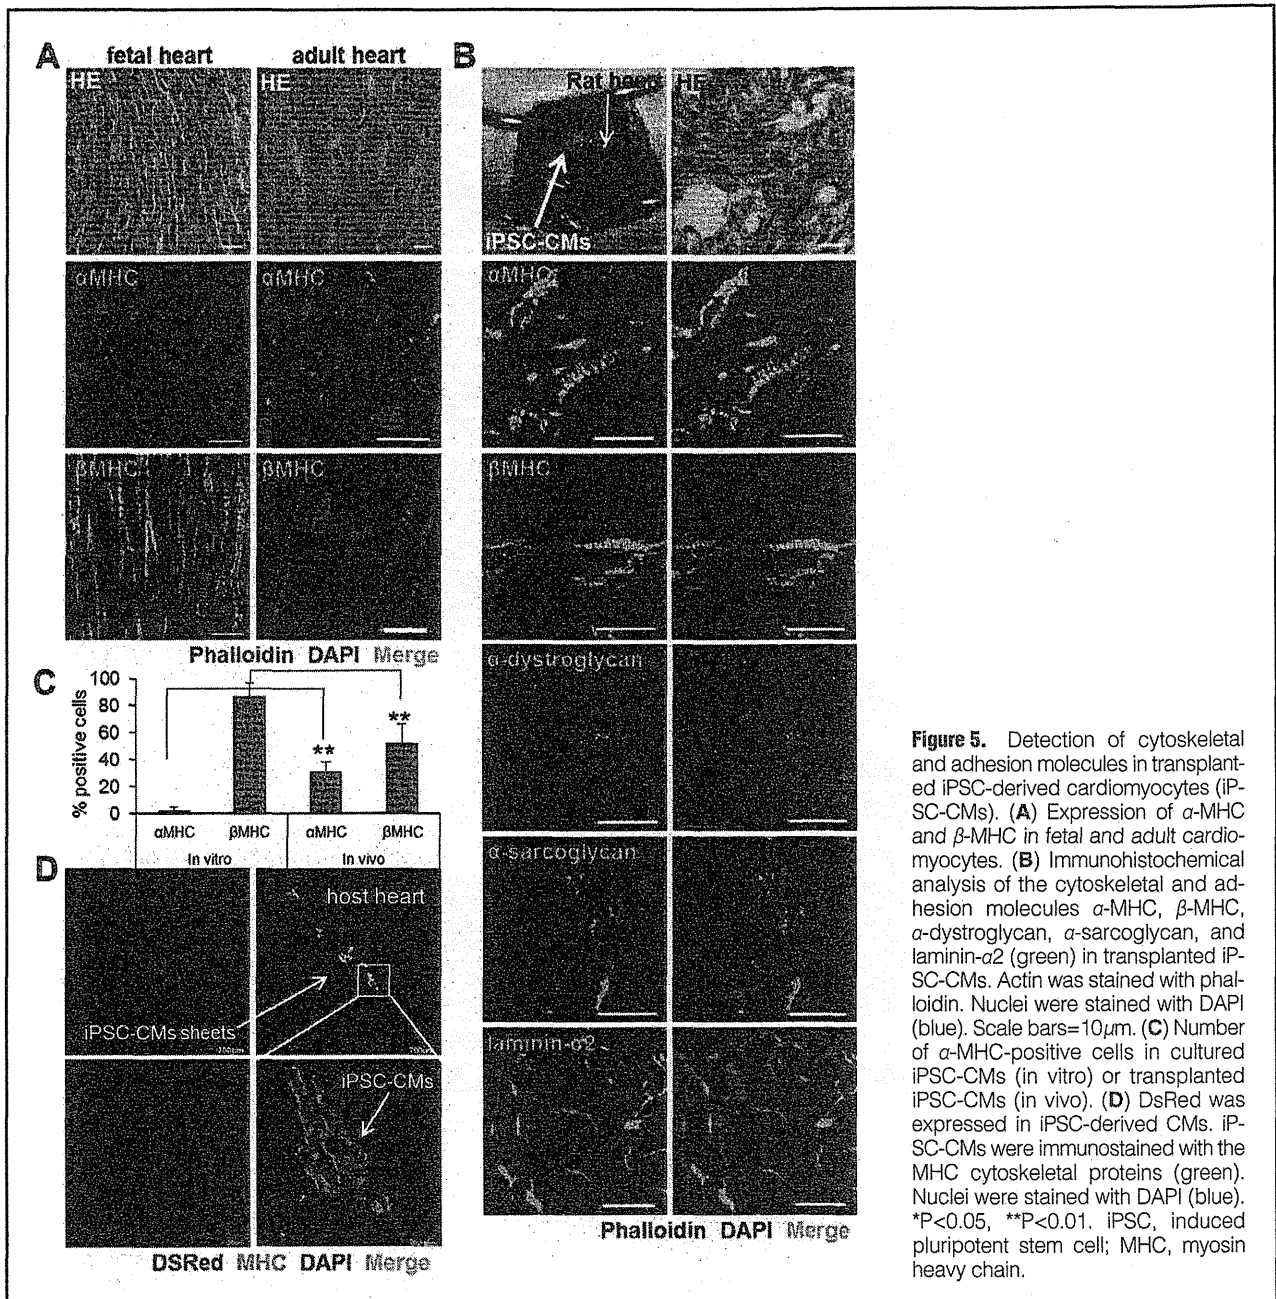 A
fetal heart
adult heart
HE
HE
αMHC
αMHC
βMHC
βMHC
Phalloidin DAPI Merge
B
Rat
HE
iPSC-CMs
αMHC
βMHC
α-dystroglycan
α-sarcoglycan
laminin-α2
Phalloidin DAPI Merge
C
% positive cells
100
80
60
40
20
0
**
**
αMHC βMHC αMHC βMHC
In vitro In vivo
D
host heart
iPSC-CMs sheets
iPSC-CMs
DSRed MHC DAPI Merge
Figure 5. Detection of cytoskeletal
and adhesion molecules in transplant-
ed iPSC-derived cardiomyocytes (iP-
SC-CMs). (A) Expression of α-MHC
and β-MHC in fetal and adult cardio-
myocytes. (B) Immunohistochemical
analysis of the cytoskeletal and ad-
hesion molecules α-MHC, β-MHC,
α-dystroglycan, α-sarcoglycan, and
laminin-α2 (green) in transplanted iP-
SC-CMs. Actin was stained with phal-
loidin. Nuclei were stained with DAPI
(blue). Scale bars=10μm. (C) Number
of α-MHC-positive cells in cultured
iPSC-CMs (in vitro) or transplanted
iPSC-CMs (in vivo). (D) DsRed was
expressed in iPSC-derived CMs. iP-
SC-CMs were immunostained with the
MHC cytoskeletal proteins (green).
Nuclei were stained with DAPI (blue).
*P<0.05, **P<0.01. iPSC, induced
pluripotent stem cell; MHC, myosin
heavy chain.